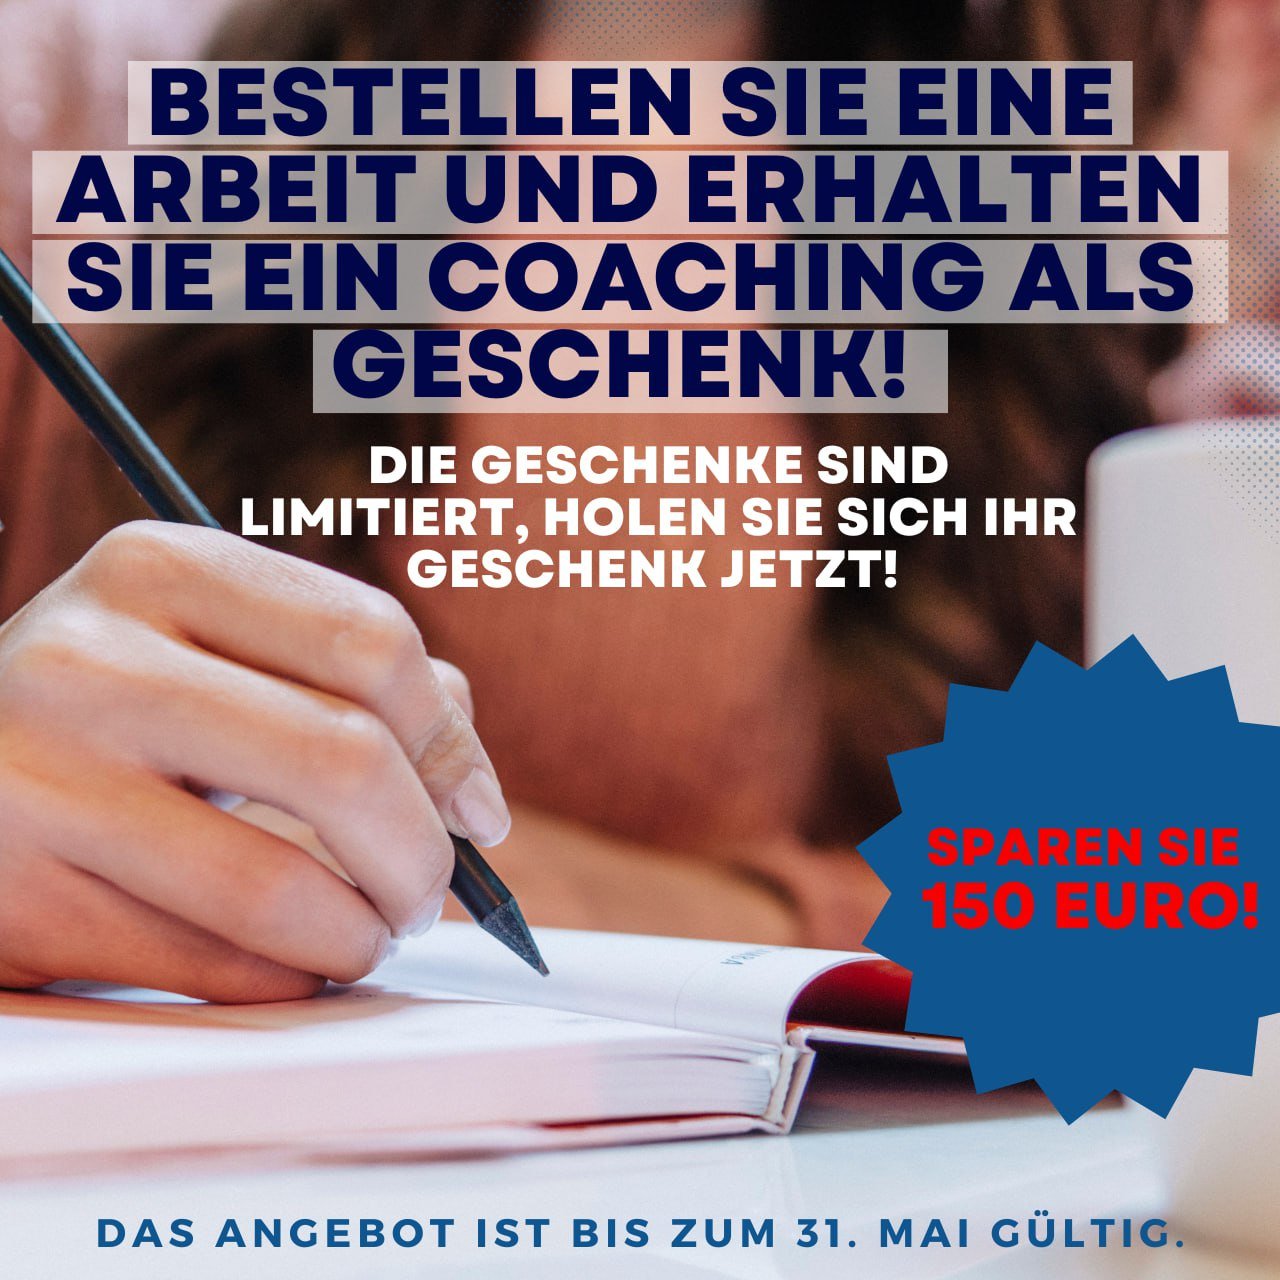 BESTELLEN SIE EINE
ARBEIT UND ERHALTEN
SIE EIN COACHING ALS
GESCHENK!
DIE GESCHENKE SIND
LIMITIERT, HOLEN SIE SICH IHR
GESCHENK JETZT!
SPAREN SIE
150 EURO!
DAS ANGEBOT IST BIS ZUM 31. MAI GÜLTIG.